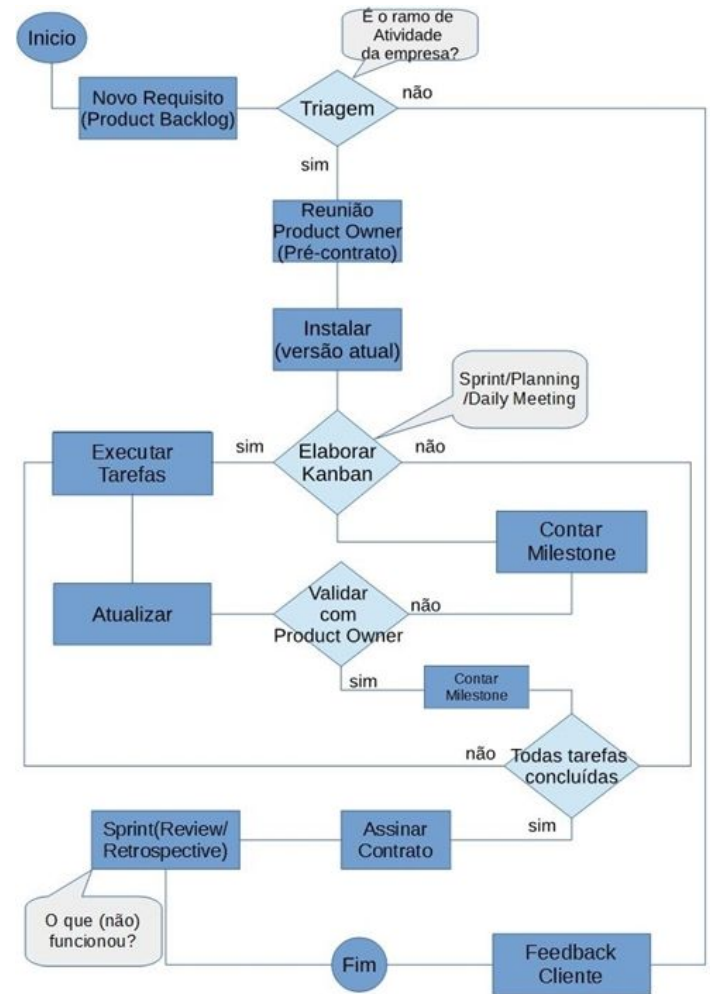 É o ramo de
Atividade
da empresa?
Inicio
Novo Requisito
(Product Backlog)
Triagem
não
sim
Reunião
Product Owner
(Pré-contrato)
Instalar
(versão atual)
Sprint/Planning
/Daily Meeting
Executar
Tarefas
sim
Elaborar
Kanban
não
Contar
Milestone
Atualizar
Validar
com
Product Owner
não
sim
Contar
Milestone
não
Todas tarefas
concluídas
sim
Sprint(Review/
Retrospective)
Assinar
Contrato
O que (não)
funcionou?
Fim
Feedback
Cliente